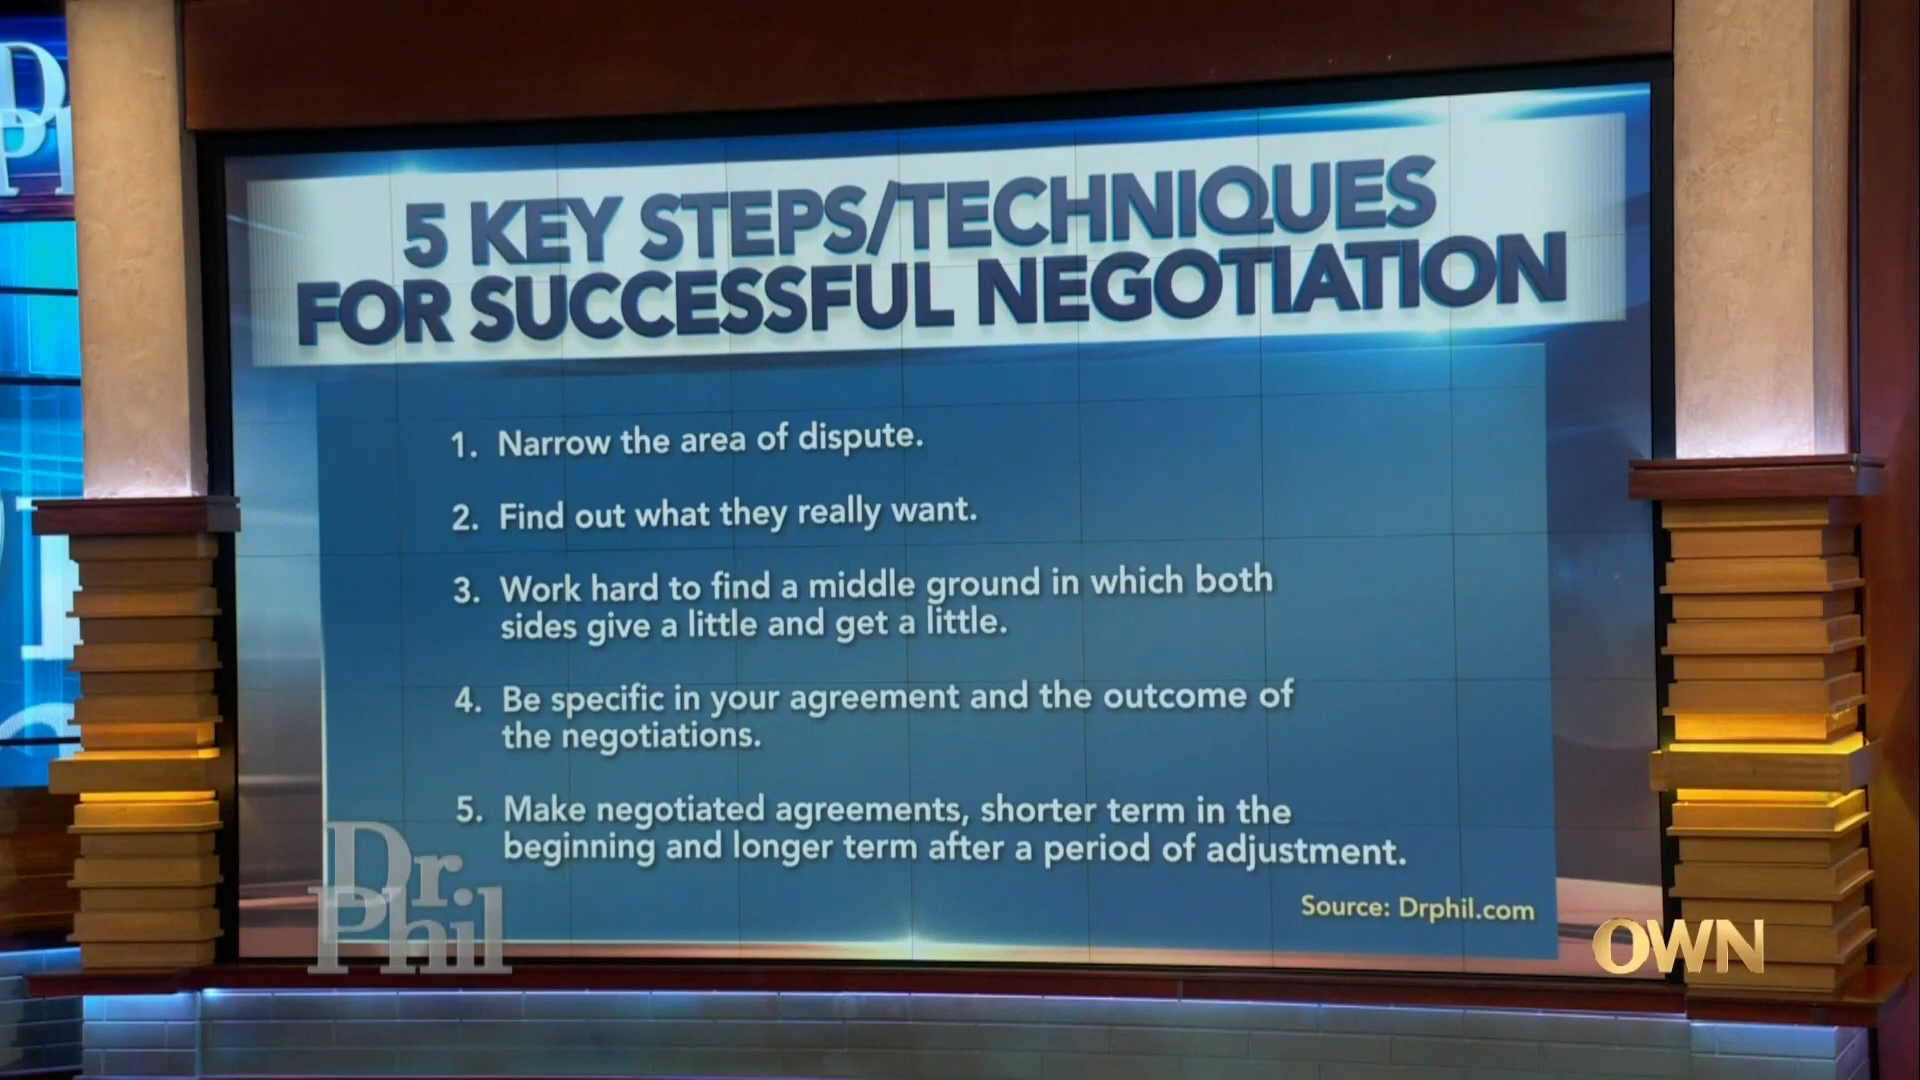 5 KEY STEPS/TECHNIQUES
FOR SUCCESSFUL NEGOTIATION
1. Narrow the area of dispute.
2. Find out what they really want.
3. Work hard to find a middle ground in which both
sides give a little and get a little.
4. Be specific in your agreement and the outcome of
the negotiations.
5. Make negotiated agreements, shorter term in the
beginning and longer term after a period of adjustment.
Source: Drphil.com
Dr.
Phil
OWN